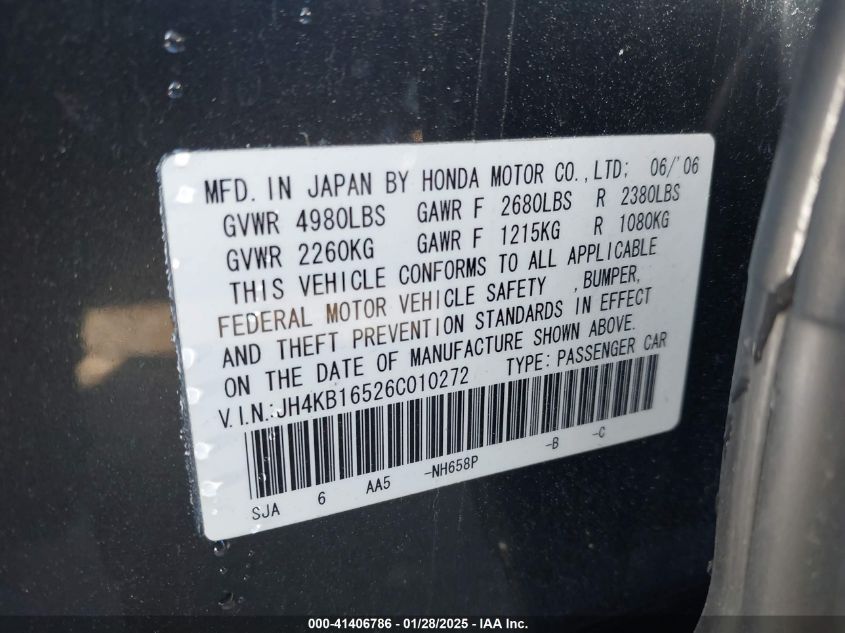 MFD. IN JAPAN BY HONDA MOTOR CO.,LTD; 06/'06
GVWR 4980LBS GAWR F 2680LBS R 2380LBS
GVWR 2260KG GAWR F 1215KG R 1080KG
THIS VEHICLE CONFORMS TO ALL APPLICABLE
FEDERAL MOTOR VEHICLE SAFETY ,BUMPER,
AND THEFT PREVENTION STANDARDS IN EFFECT
ON THE DATE OF MANUFACTURE SHOWN ABOVE.
V.I.N.:JH4KB16526C010272 TYPE: PASSENGER CAR
SJA 6 AA5 -NH658P -B -C
000-41406786 | 01/28/2025 - IAA Inc.